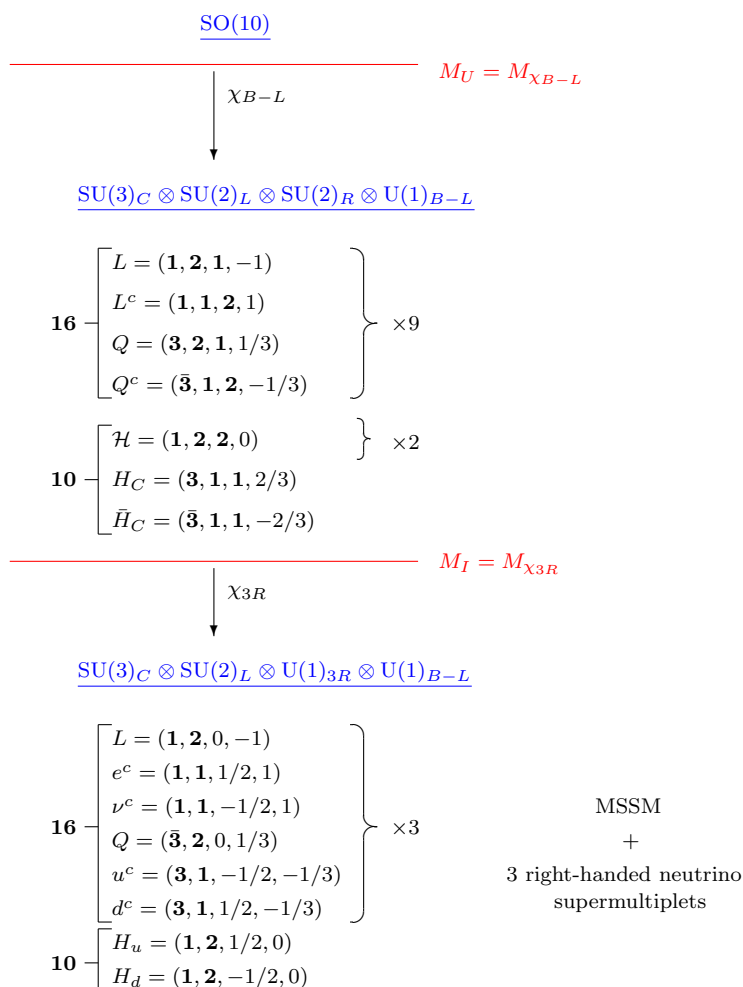 SO(10)
M_U = M_{χ_{B−L}}
χ_{B−L}
SU(3)_C ⊗ SU(2)_L ⊗ SU(2)_R ⊗ U(1)_{B−L}
L = (1, 2, 1, −1)
L^c = (1, 1, 2, 1)
16
×9
Q = (3, 2, 1, 1/3)
Q^c = (3̄, 1, 2, −1/3)
ℋ = (1, 2, 2, 0)
×2
10
H_C = (3, 1, 1, 2/3)
H̄_C = (3̄, 1, 1, −2/3)
M_I = M_{χ_{3R}}
χ_{3R}
SU(3)_C ⊗ SU(2)_L ⊗ U(1)_{3R} ⊗ U(1)_{B−L}
L = (1, 2, 0, −1)
e^c = (1, 1, 1/2, 1)
ν^c = (1, 1, −1/2, 1)
16
×3
Q = (3̄, 2, 0, 1/3)
u^c = (3, 1, −1/2, −1/3)
d^c = (3, 1, 1/2, −1/3)
MSSM
+
3 right-handed neutrino
supermultiplets
H_u = (1, 2, 1/2, 0)
10
H_d = (1, 2, −1/2, 0)